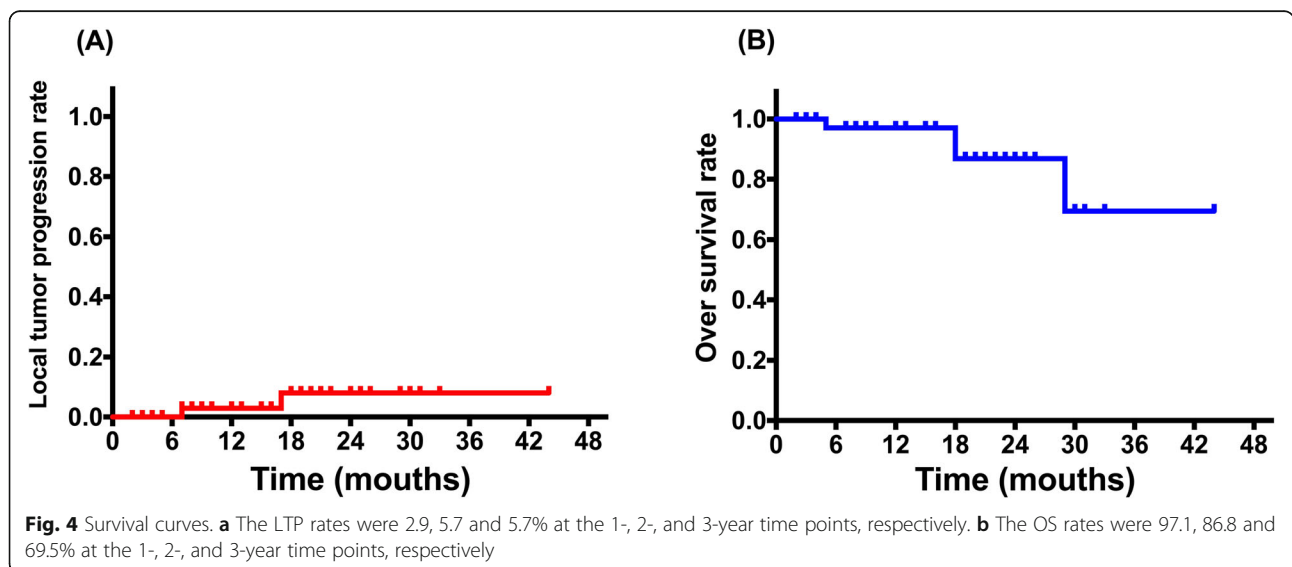 (A)
Local tumor progression rate
1.0
0.8
0.6
0.4
0.2
0.0
0 6 12 18 24 30 36 42 48
Time (mouths)
(B)
Over survival rate
1.0
0.8
0.6
0.4
0.2
0.0
0 6 12 18 24 30 36 42 48
Time (mouths)
Fig. 4 Survival curves. a The LTP rates were 2.9, 5.7 and 5.7% at the 1-, 2-, and 3-year time points, respectively. b The OS rates were 97.1, 86.8 and
69.5% at the 1-, 2-, and 3-year time points, respectively